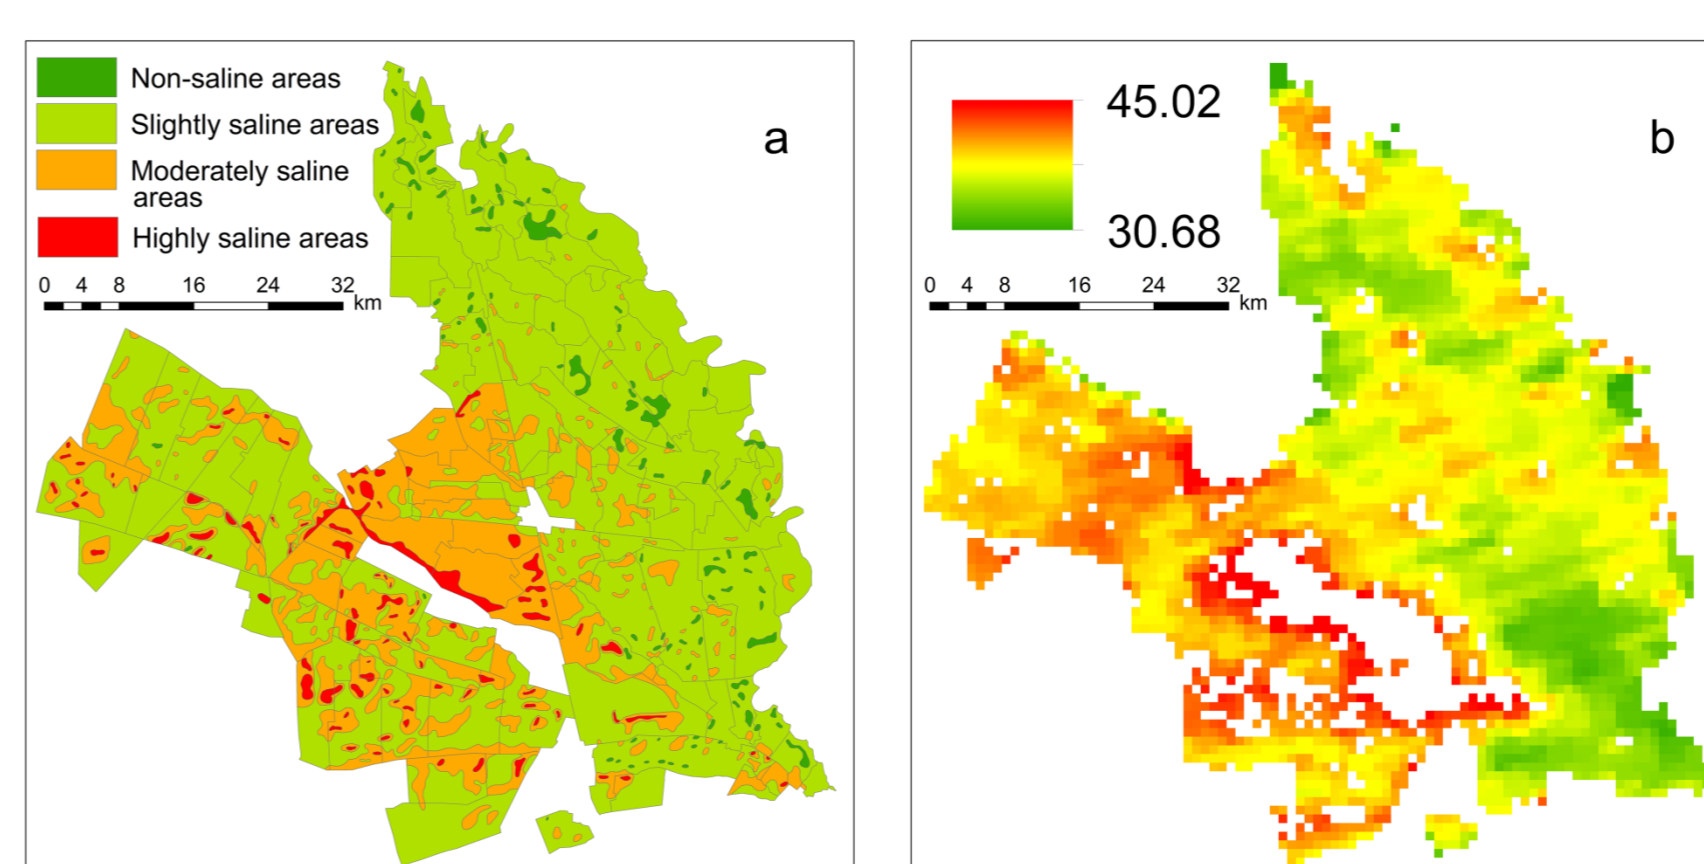 Non-saline areas
Slightly saline areas
Moderately saline
areas
Highly saline areas
0 4 8 16 24 32
km
a
45.02
30.68
0 4 8 16 24 32
km
b